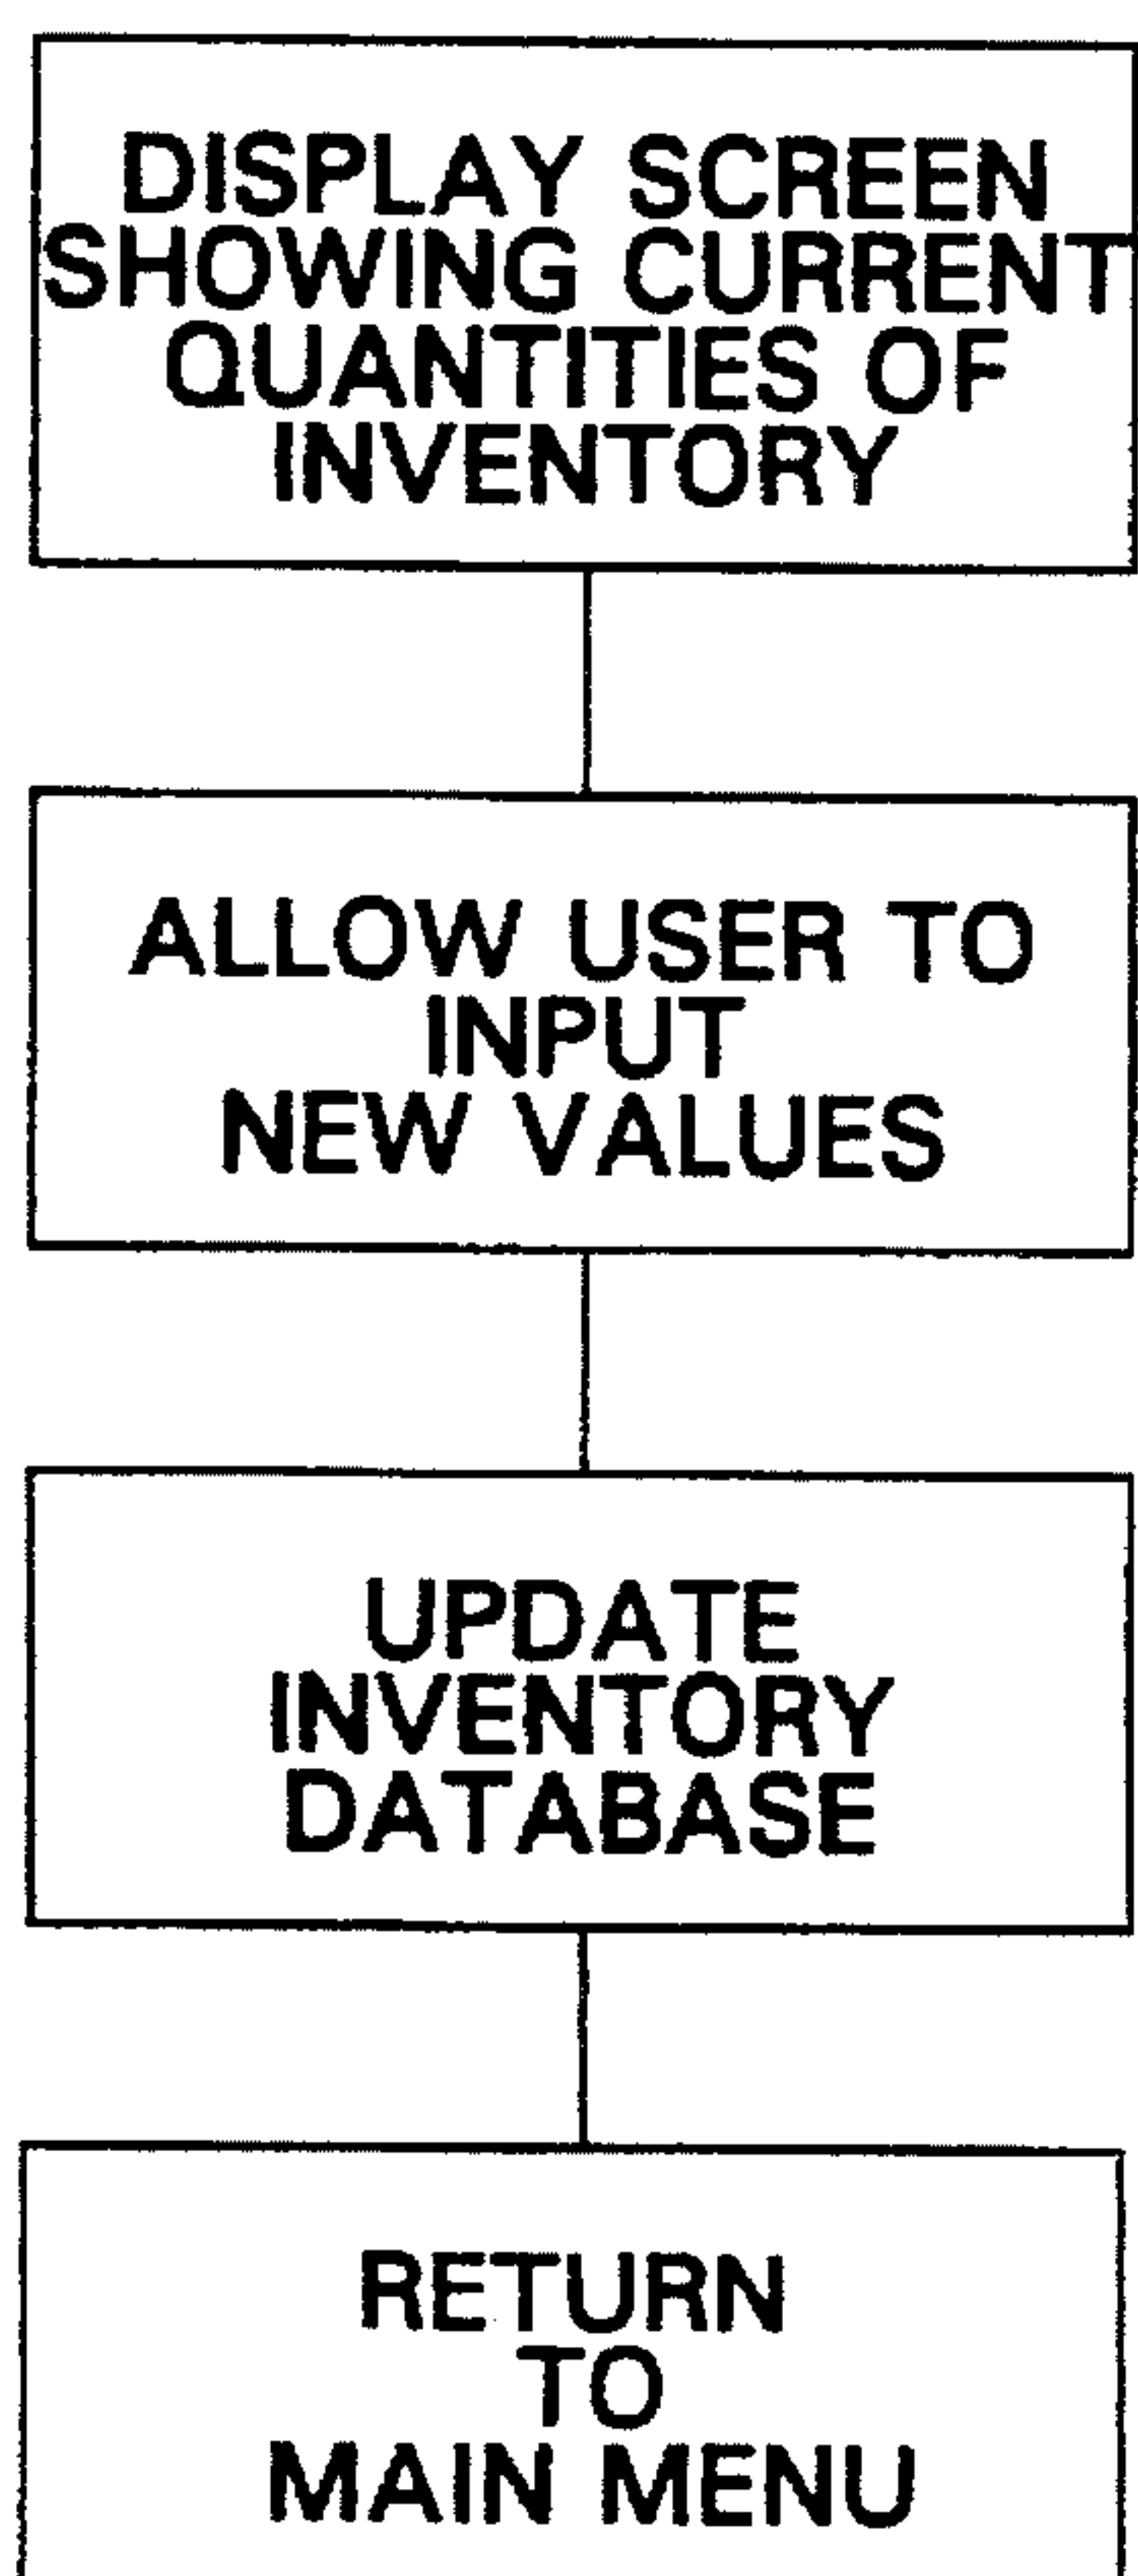 DISPLAY SCREEN
SHOWING CURRENT
QUANTITIES OF
INVENTORY
ALLOW USER TO
INPUT
NEW VALUES
UPDATE
INVENTORY
DATABASE
RETURN
TO
MAIN MENU